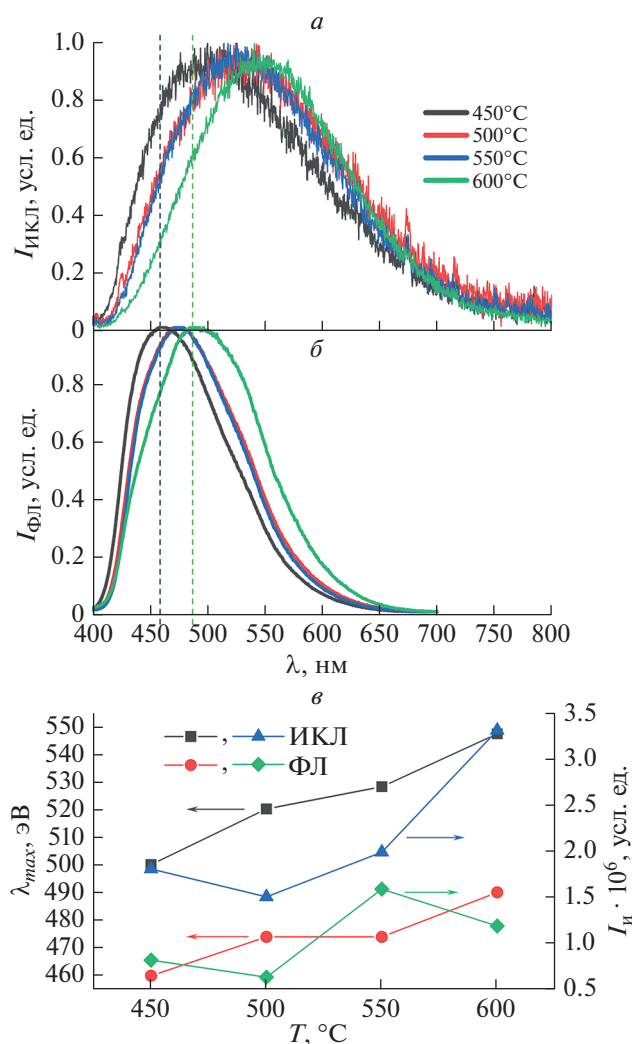 а
1.0
0.8
0.6
0.4
0.2
0
I_ИКЛ, усл. ед.
450°C
500°C
550°C
600°C
б
0.8
0.6
0.4
0.2
0
I_ФЛ, усл. ед.
400 450 500 550 600 650 700 750 800
λ, нм
в
550
540
530
520
510
500
490
480
470
460
λ_max, эВ
, ИКЛ
, ФЛ
3.5
3.0
2.5
2.0
1.5
1.0
0.5
I_И · 10⁶, усл. ед.
450 500 550 600
T, °C